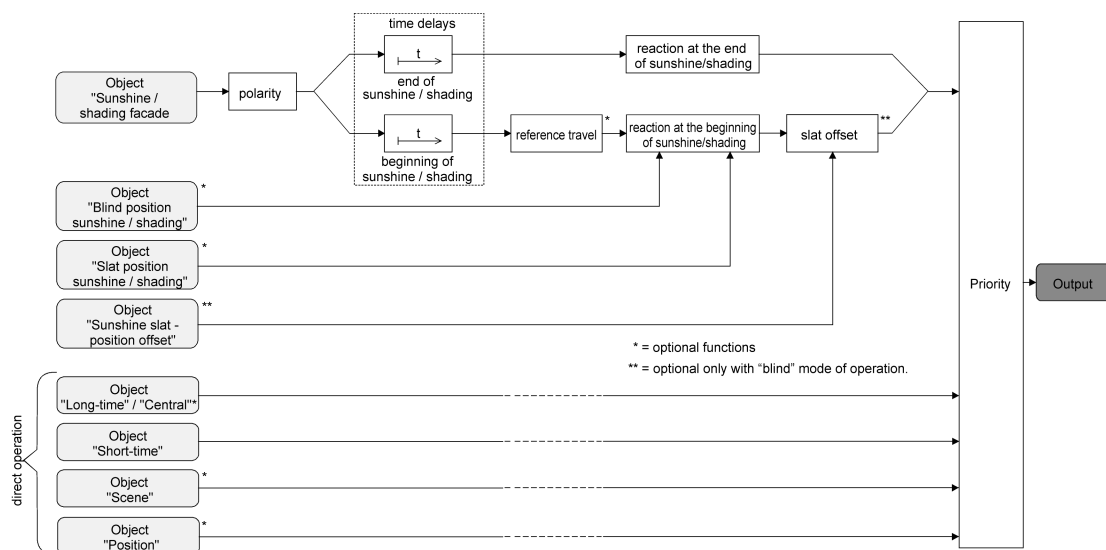 time delays
t
end of
sunshine / shading
reaction at the end
of sunshine/shading
Object
"Sunshine /
shading facade
polarity
t
beginning of
sunshine / shading
reference travel
*
reaction at the beginning
of sunshine/shading
slat offset
**
Object
"Blind position
sunshine / shading"
*
Object
"Slat position
sunshine / shading"
*
Object
"Sunshine slat -
position offset"
**
Priority
Output
* = optional functions
** = optional only with “blind” mode of operation.
direct operation
Object
"Long-time" / "Central"*
Object
"Short-time"
Object
"Scene"
*
Object
"Position"
*